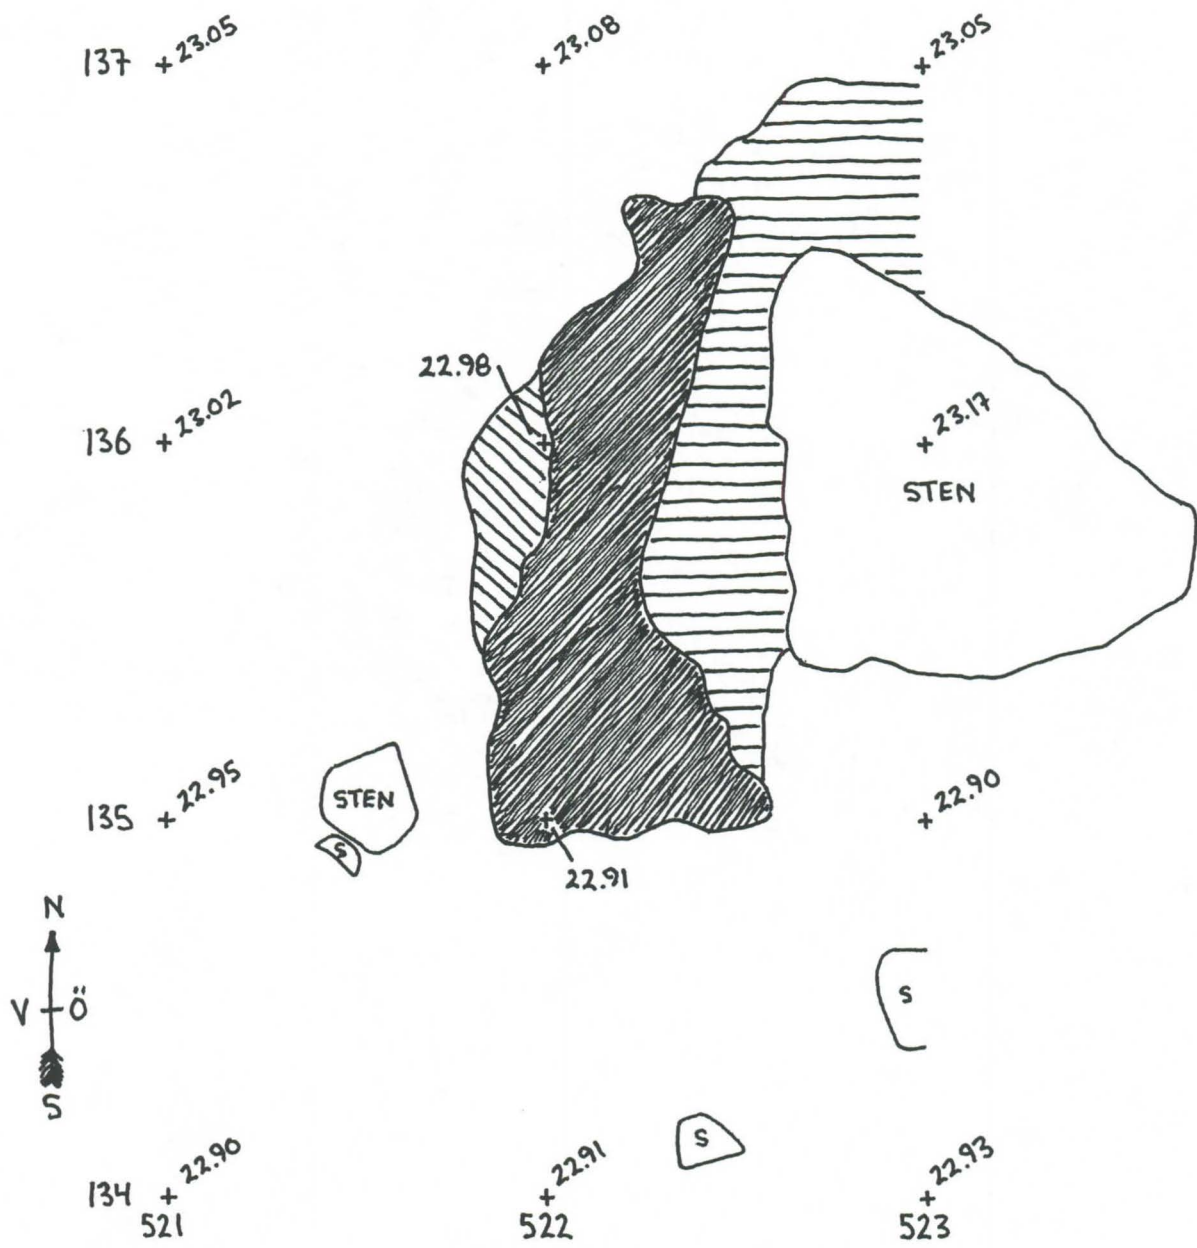 137 23.05 23.08 23.05
22.98
136 23.02 23.17
STEN
135 22.95 STEN 22.90
S
22.91
N
V Ö
S
S
S
134 22.90 22.91 22.93
521 522 523